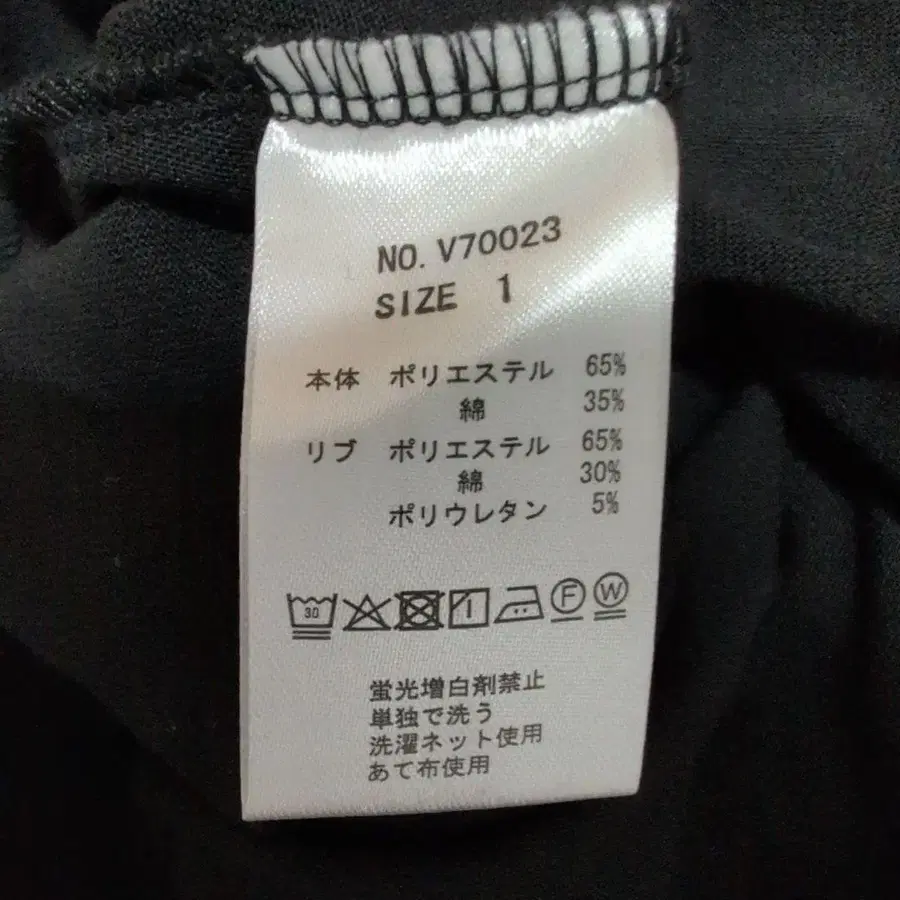 NO. V70023
SIZE 1
本体 ポリエステル 65%
綿 35%
リブ ポリエステル 65%
綿 30%
ポリウレタン 5%
30 F W
蛍光増白剤禁止
単独で洗う
洗濯ネット使用
あて布使用